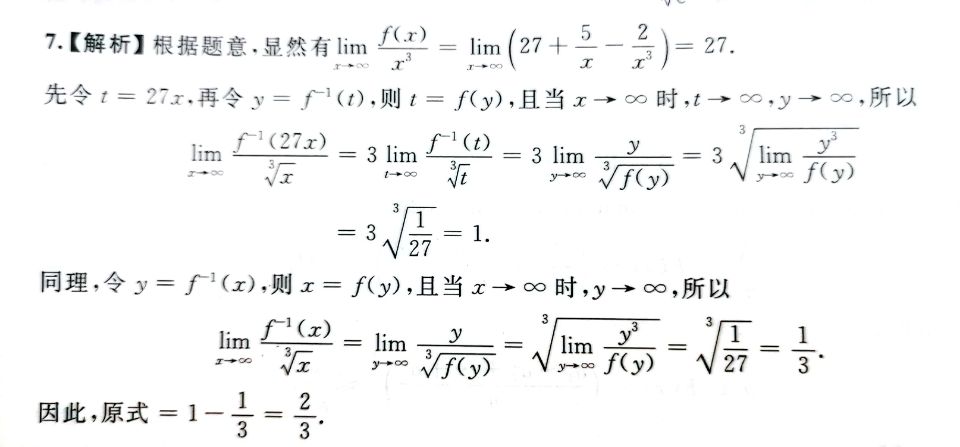 7.【解析】根据题意,显然有 $\lim\limits_{x \to \infty} \frac{f(x)}{x^3} = \lim\limits_{x \to \infty} \left(27 + \frac{5}{x} - \frac{2}{x^3}\right) = 27.$
先令 $t = 27x$,再令 $y = f^{-1}(t)$,则 $t = f(y)$,且当 $x \to \infty$ 时,$t \to \infty, y \to \infty$,所以
$\lim\limits_{x \to \infty} \frac{f^{-1}(27x)}{\sqrt[3]{x}} = 3 \lim\limits_{t \to \infty} \frac{f^{-1}(t)}{\sqrt[3]{t}} = 3 \lim\limits_{y \to \infty} \frac{y}{\sqrt[3]{f(y)}} = 3 \sqrt[3]{\lim\limits_{y \to \infty} \frac{y^3}{f(y)}}$
$= 3 \sqrt[3]{\frac{1}{27}} = 1.$
同理,令 $y = f^{-1}(x)$,则 $x = f(y)$,且当 $x \to \infty$ 时,$y \to \infty$,所以
$\lim\limits_{x \to \infty} \frac{f^{-1}(x)}{\sqrt[3]{x}} = \lim\limits_{y \to \infty} \frac{y}{\sqrt[3]{f(y)}} = \sqrt[3]{\lim\limits_{y \to \infty} \frac{y^3}{f(y)}} = \sqrt[3]{\frac{1}{27}} = \frac{1}{3}.$
因此,原式 $= 1 - \frac{1}{3} = \frac{2}{3}.$